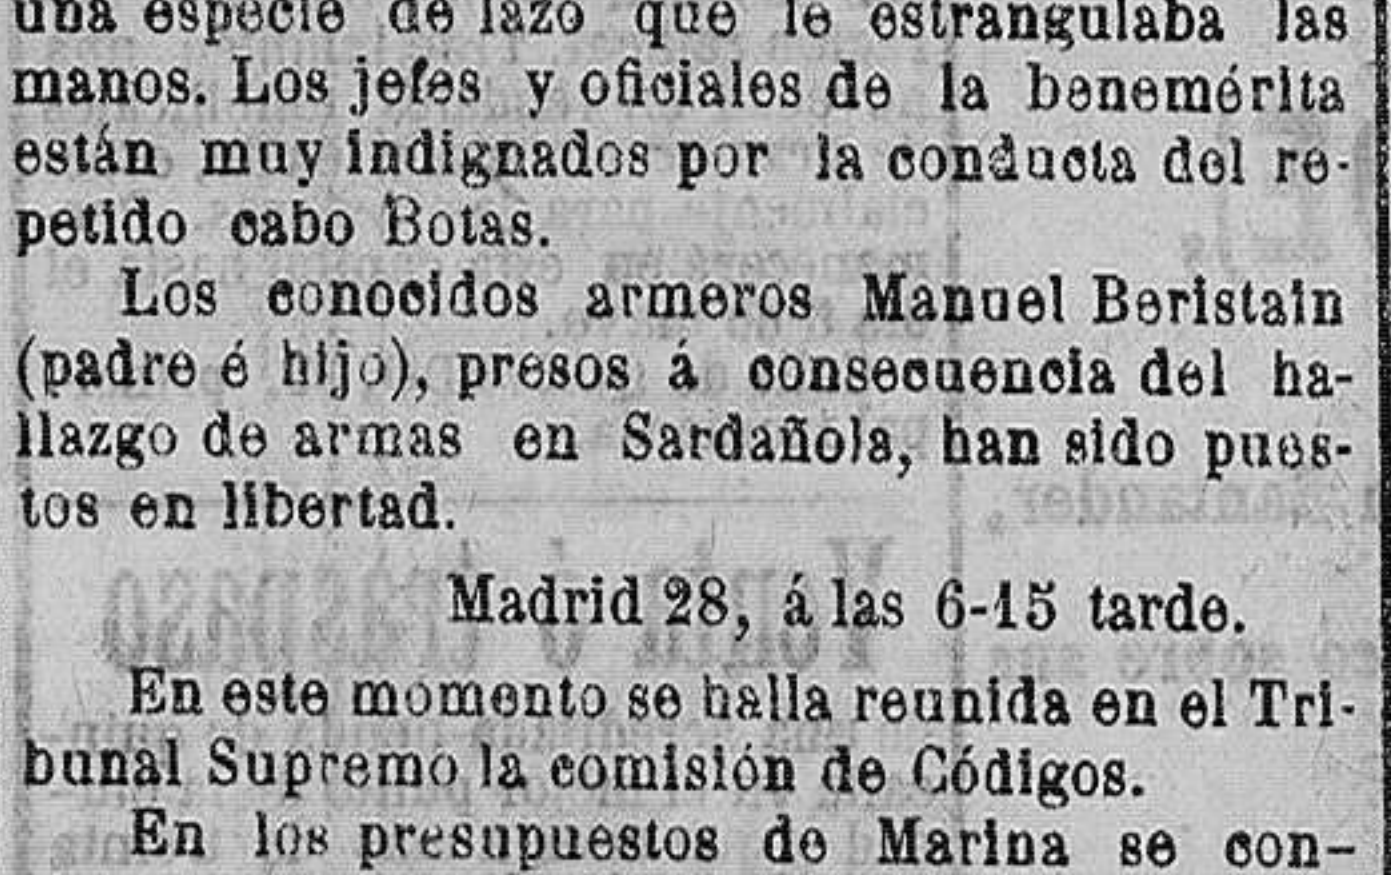 una especie de lazo que le estrangulaba las
manos. Los jefes y oficiales de la benemérita
están muy indignados por la conducta del re-
petido cabo Botas.
Los conocidos armeros Manuel Beristain
(padre é hijo), presos á consecuencia del ha-
llazgo de armas en Sardañola, han sido pues-
tos en libertad.
Madrid 28, á las 6-15 tarde.
En este momento se halla reunida en el Tri-
bunal Supremo la comisión de Códigos.
En los presupuestos de Marina se con-